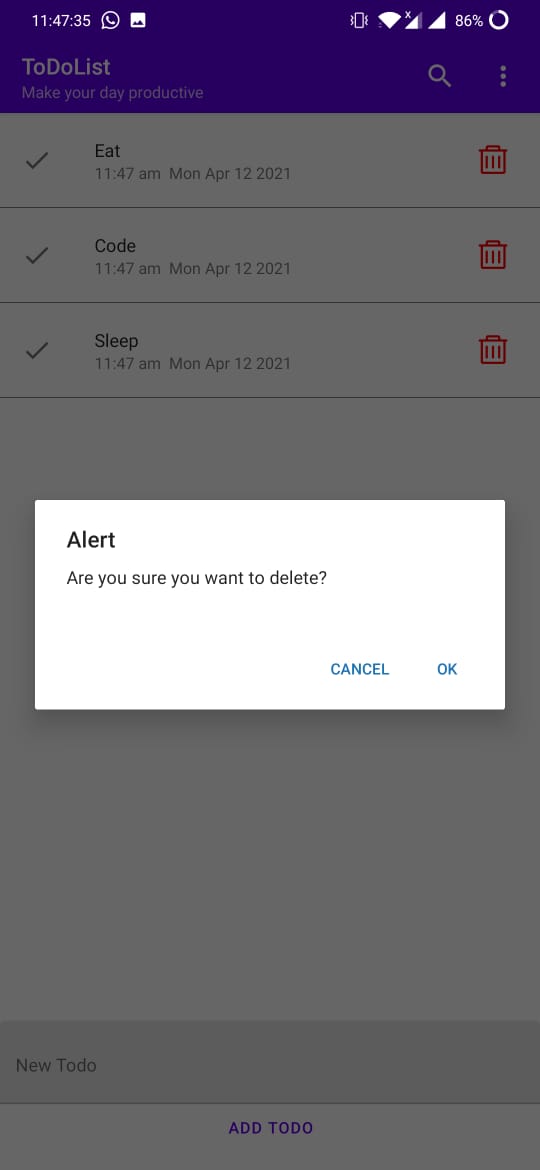 11:47:35 86%
ToDoList
Make your day productive
Eat
11:47 am Mon Apr 12 2021
Code
11:47 am Mon Apr 12 2021
Sleep
11:47 am Mon Apr 12 2021
Alert
Are you sure you want to delete?
CANCEL OK
New Todo
ADD TODO